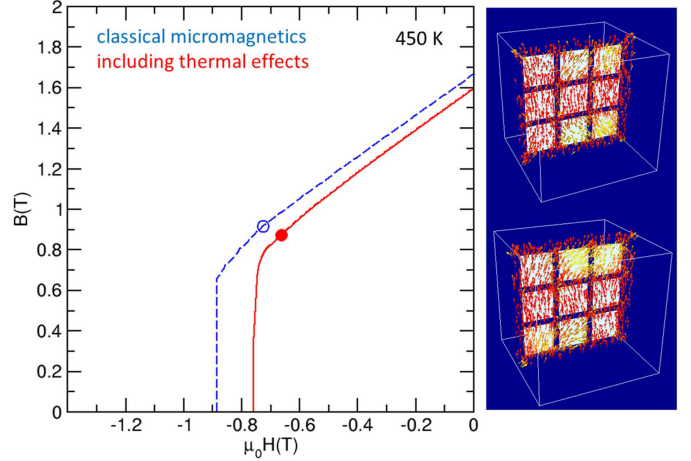 2
1.8
1.6
1.4
1.2
1
0.8
0.6
0.4
0.2
0
B(T)
classical micromagnetics
including thermal effects
450 K
-1.2 -1 -0.8 -0.6 -0.4 -0.2 0
μ₀H(T)